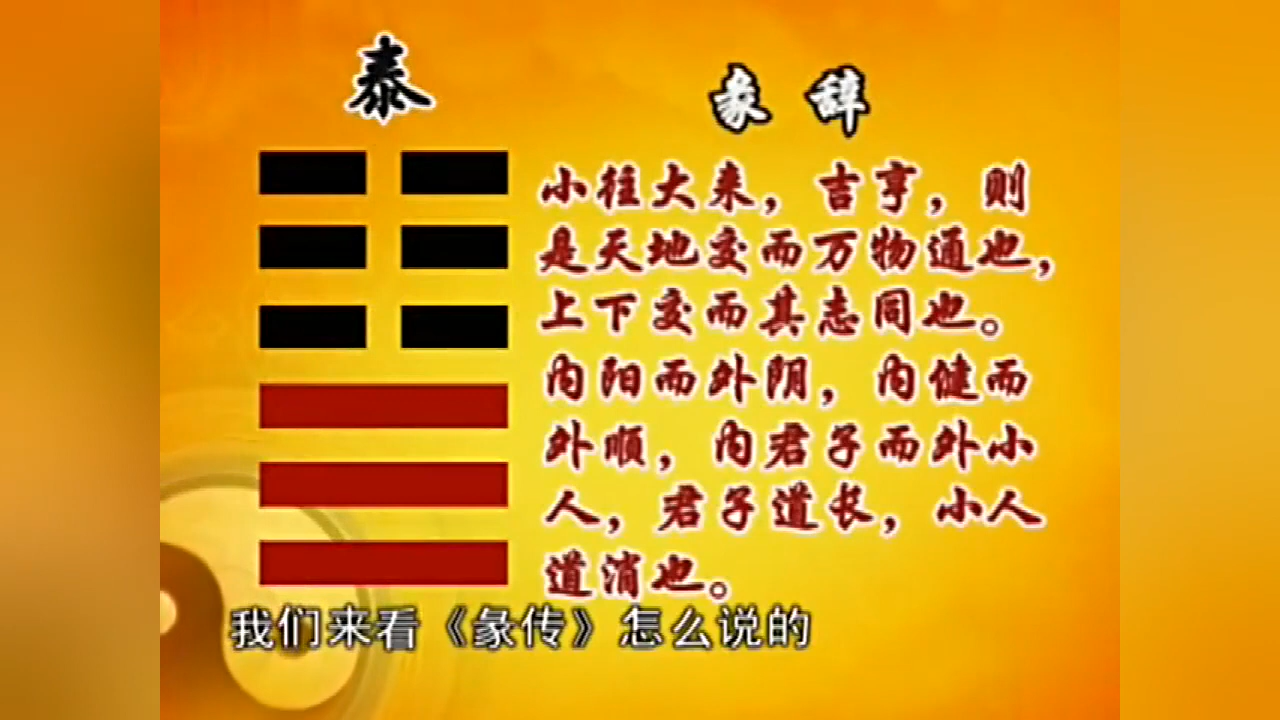 泰
彖辞
小往大来，吉亨，则
是天地交而万物通也，
上下交而其志同也。
内阳而外阴，内健而
外顺，内君子而外小
人，君子道长，小人
道消也。
我们来看《彖传》怎么说的